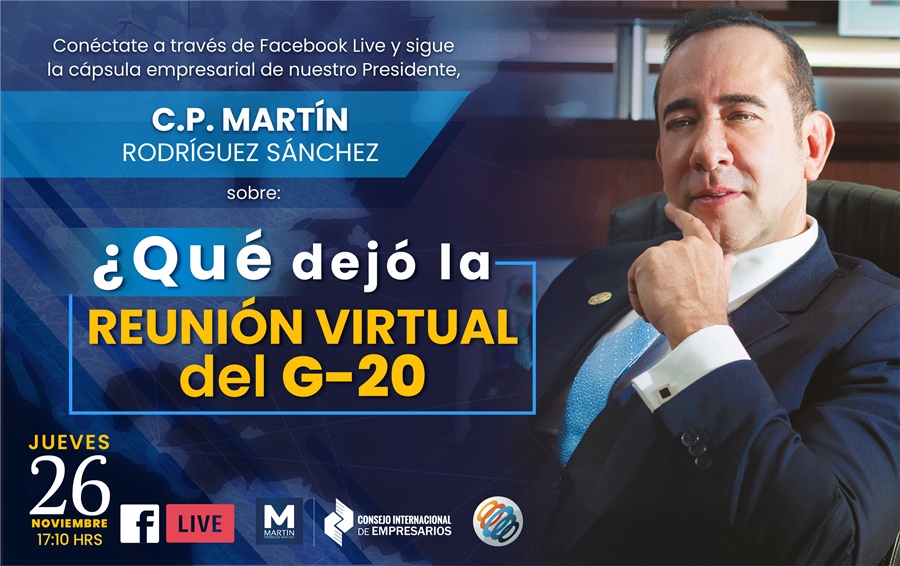 Conéctate a través de Facebook Live y sigue
la cápsula empresarial de nuestro Presidente,
C.P. MARTÍN
RODRÍGUEZ SÁNCHEZ
sobre:
¿Qué dejó la
REUNIÓN VIRTUAL
del G-20
JUEVES
26
NOVIEMBRE
17:10 HRS
f LIVE
M
MARTÍN
CONSEJO INTERNACIONAL
DE EMPRESARIOS